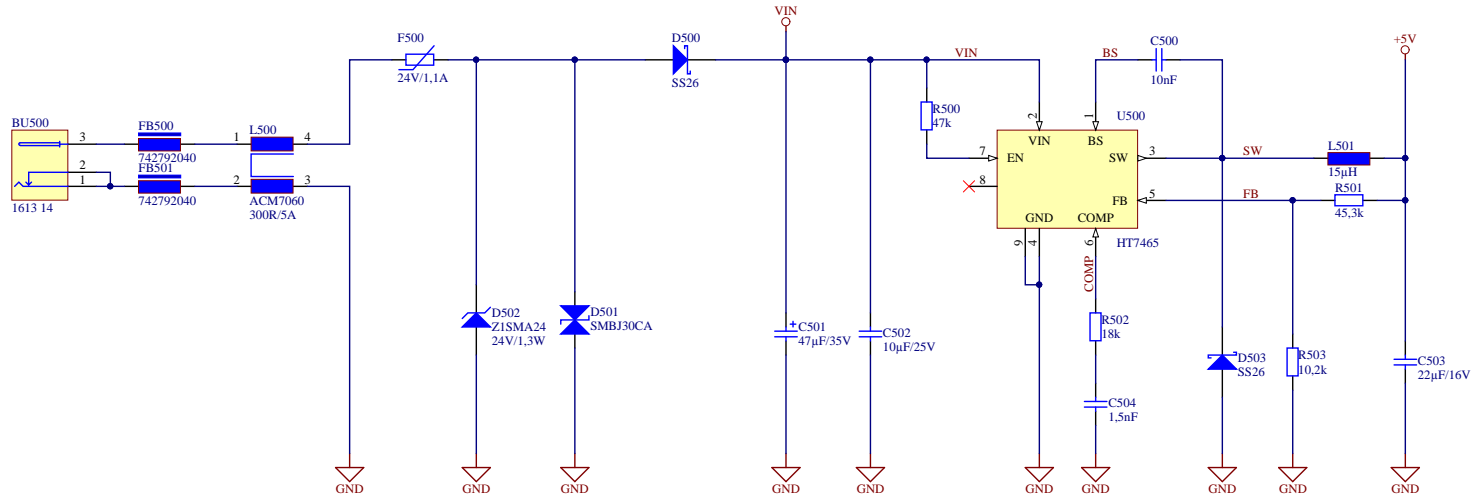 VIN
F500
24V/1,1A
D500
SS26
VIN
BS
C500
10nF
+5V
BU500
3
2
1
1613 14
FB500
742792040
FB501
742792040
1
L500
4
2
3
ACM7060
300R/5A
R500
47k
2
1
U500
VIN
BS
7
EN
SW
3
SW
L501
15µH
8
FB
5
FB
R501
45,3k
GND
COMP
9
4
6
HT7465
COMP
D502
Z1SMA24
24V/1,3W
D501
SMBJ30CA
+
C501
47µF/35V
C502
10µF/25V
R502
18k
C504
1,5nF
D503
SS26
R503
10,2k
C503
22µF/16V
GND
GND
GND
GND
GND
GND
GND
GND
GND
GND